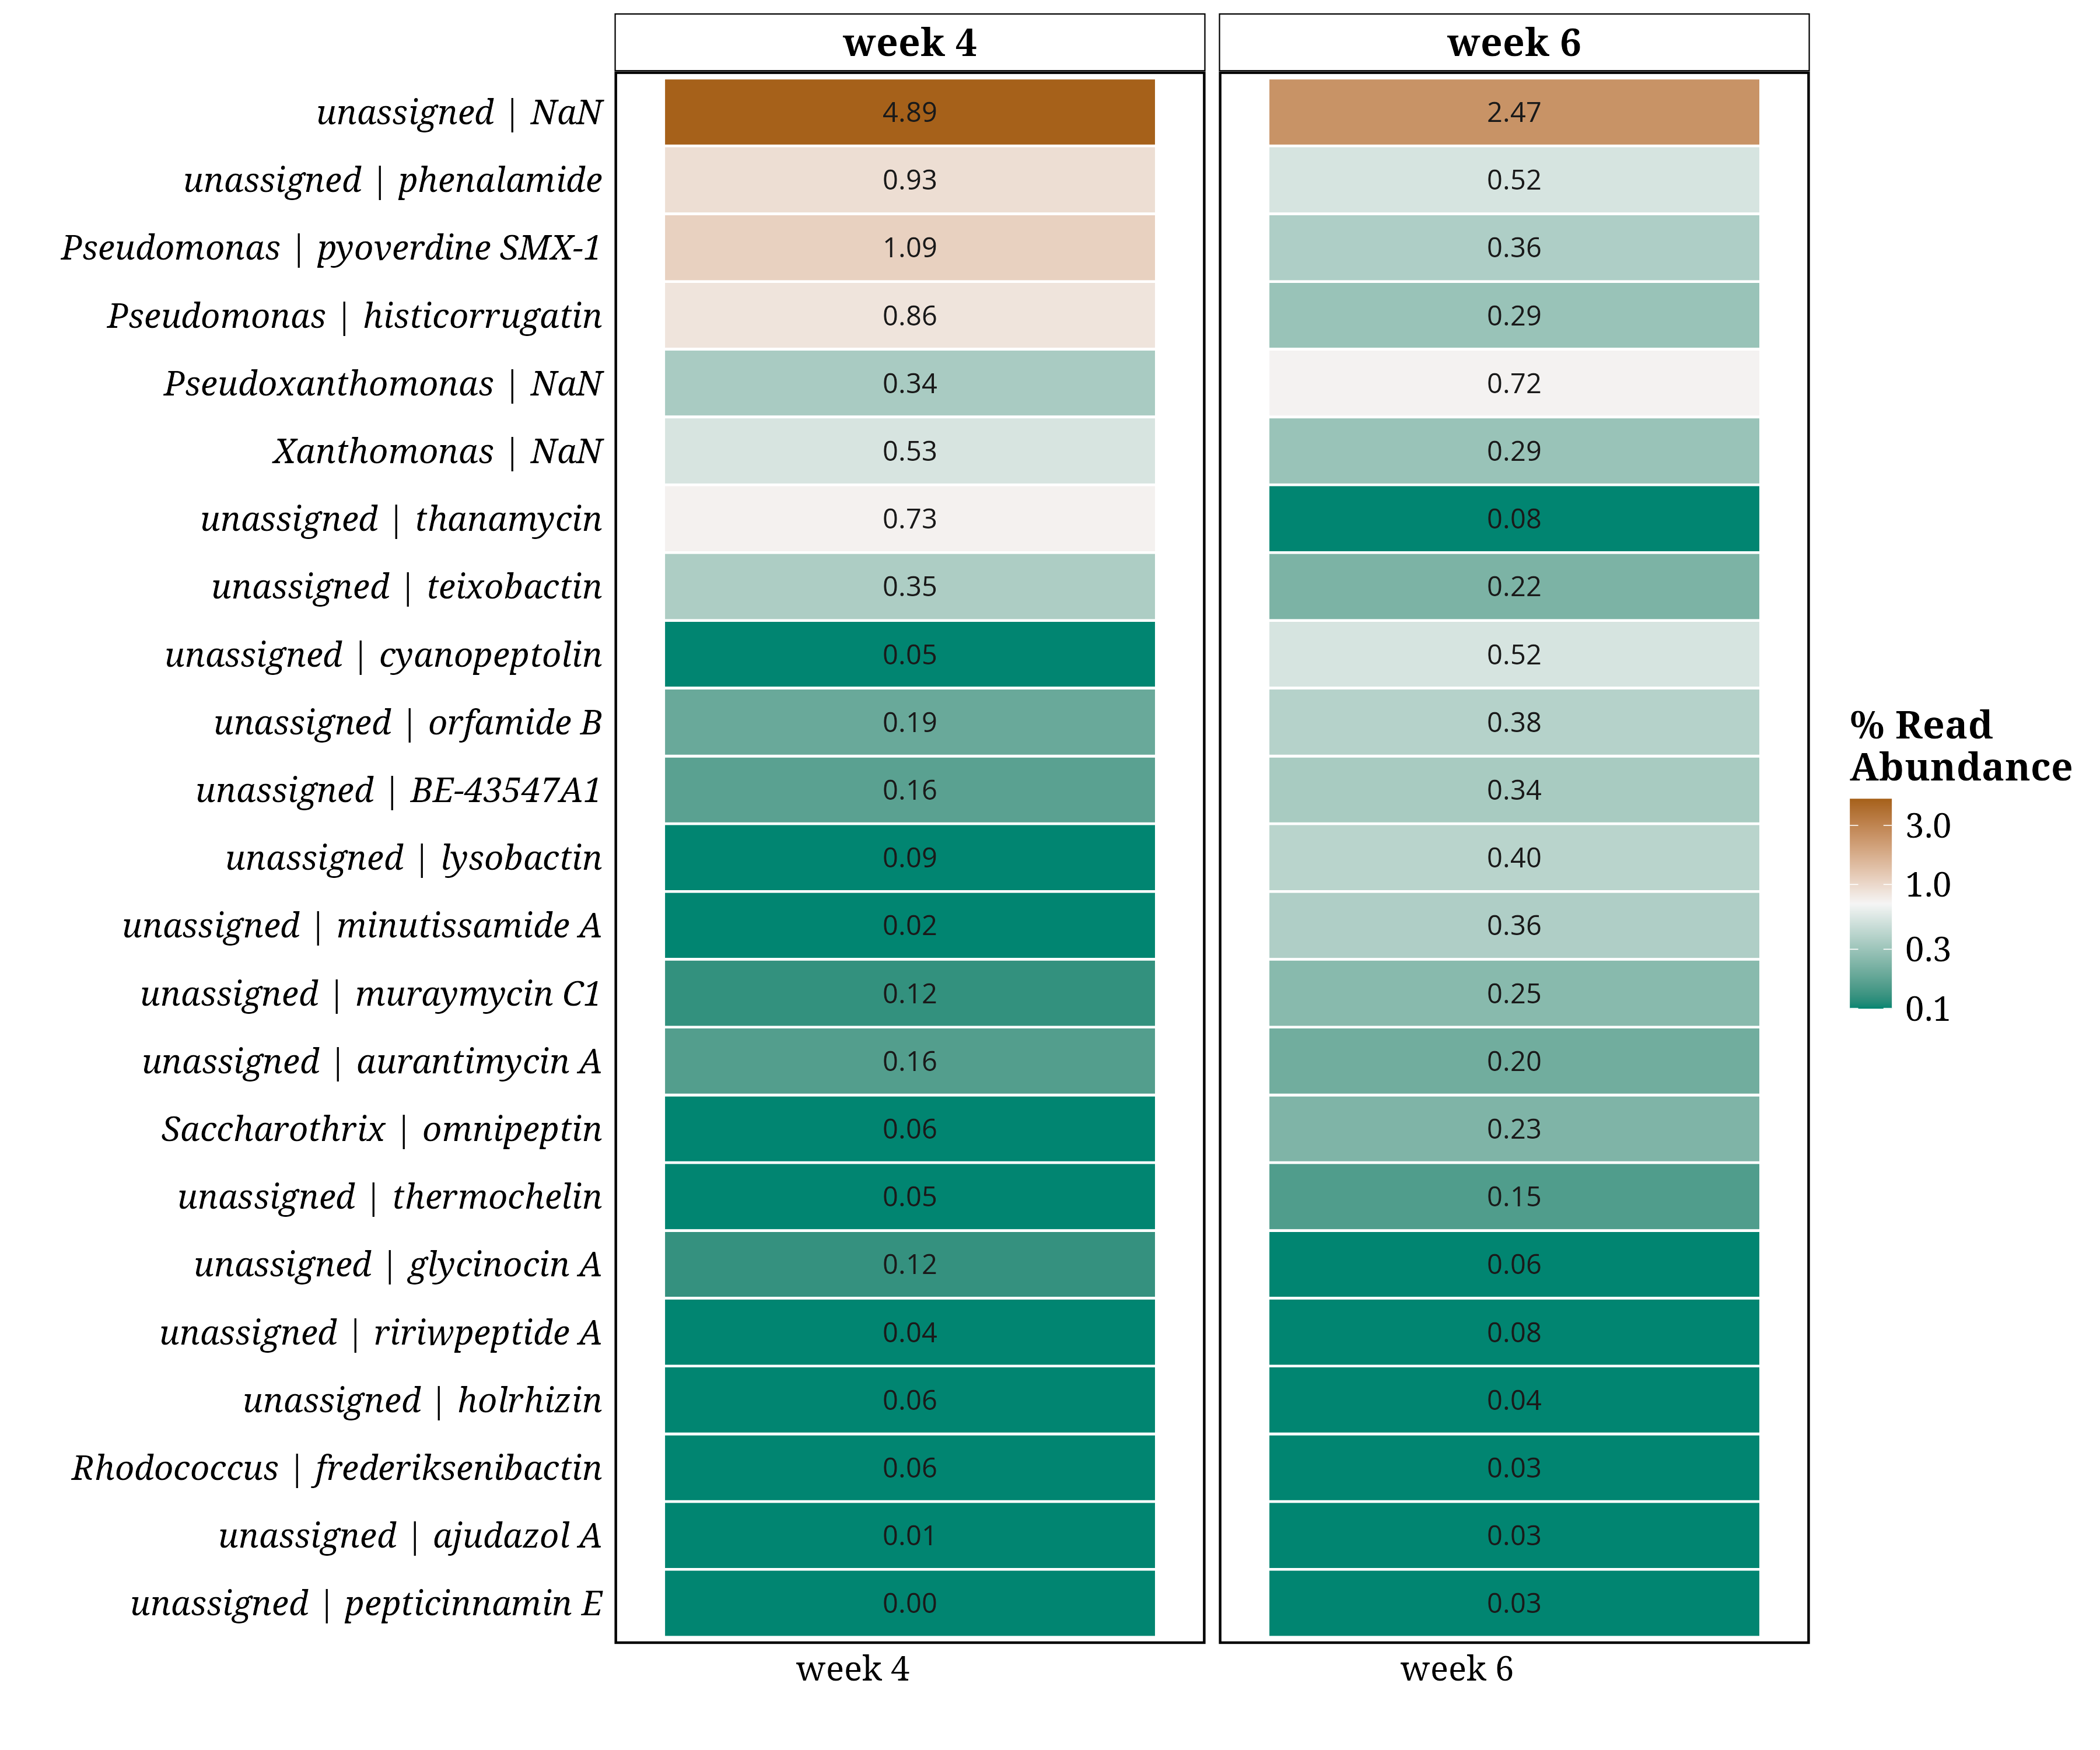 week 4 week 6
unassigned | NaN 4.89 2.47
unassigned | phenalamide 0.93 0.52
Pseudomonas | pyoverdine SMX-1 1.09 0.36
Pseudomonas | histicorrugatin 0.86 0.29
Pseudoxanthomonas | NaN 0.34 0.72
Xanthomonas | NaN 0.53 0.29
unassigned | thanamycin 0.73 0.08
unassigned | teixobactin 0.35 0.22
unassigned | cyanopeptolin 0.05 0.52
unassigned | orfamide B 0.19 0.38
unassigned | BE-43547A1 0.16 0.34
unassigned | lysobactin 0.09 0.40
unassigned | minutissamide A 0.02 0.36
unassigned | muraymycin C1 0.12 0.25
unassigned | aurantimycin A 0.16 0.20
Saccharothrix | omnipeptin 0.06 0.23
unassigned | thermochelin 0.05 0.15
unassigned | glycinocin A 0.12 0.06
unassigned | ririwpeptide A 0.04 0.08
unassigned | holrhizin 0.06 0.04
Rhodococcus | frederiksenibactin 0.06 0.03
unassigned | ajudazol A 0.01 0.03
unassigned | pepticinnamin E 0.00 0.03
week 4 week 6
% Read
Abundance
3.0
1.0
0.3
0.1